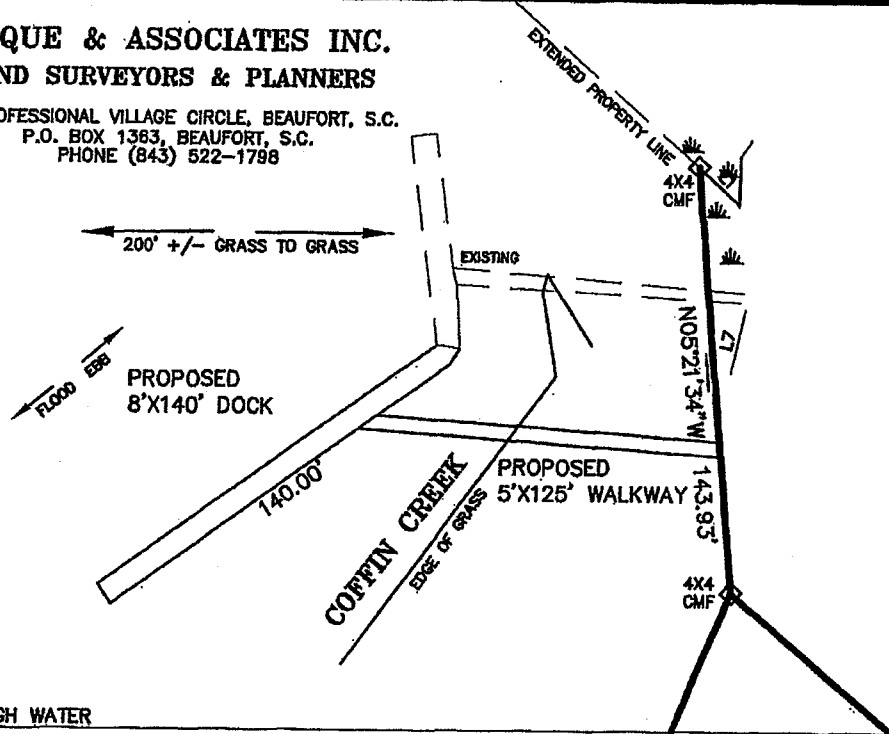 QUE & ASSOCIATES INC.
ND SURVEYORS & PLANNERS
OFESSIONAL VILLAGE CIRCLE, BEAUFORT, S.C.
P.O. BOX 1363, BEAUFORT, S.C.
PHONE (843) 522-1798
EXTENDED PROPERTY LINE
4X4
CMF
200' +/- GRASS TO GRASS
EXISTING
FLOOD EBB
PROPOSED
8'X140' DOCK
L7
N05°21'34"W 143.93'
140.00'
COFFIN CREEK
EDGE OF GRASS
PROPOSED
5'X125' WALKWAY
4X4
CMF
GH WATER